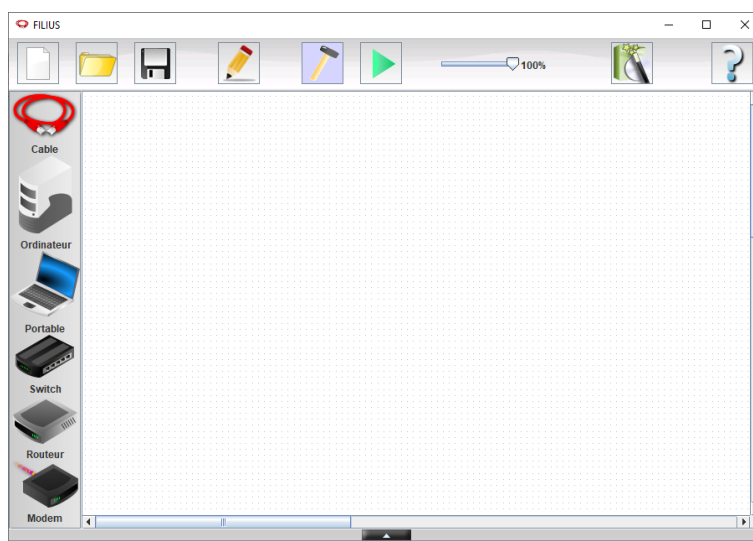 FILIUS
100%
Cable
Ordinateur
Portable
Switch
Routeur
Modem